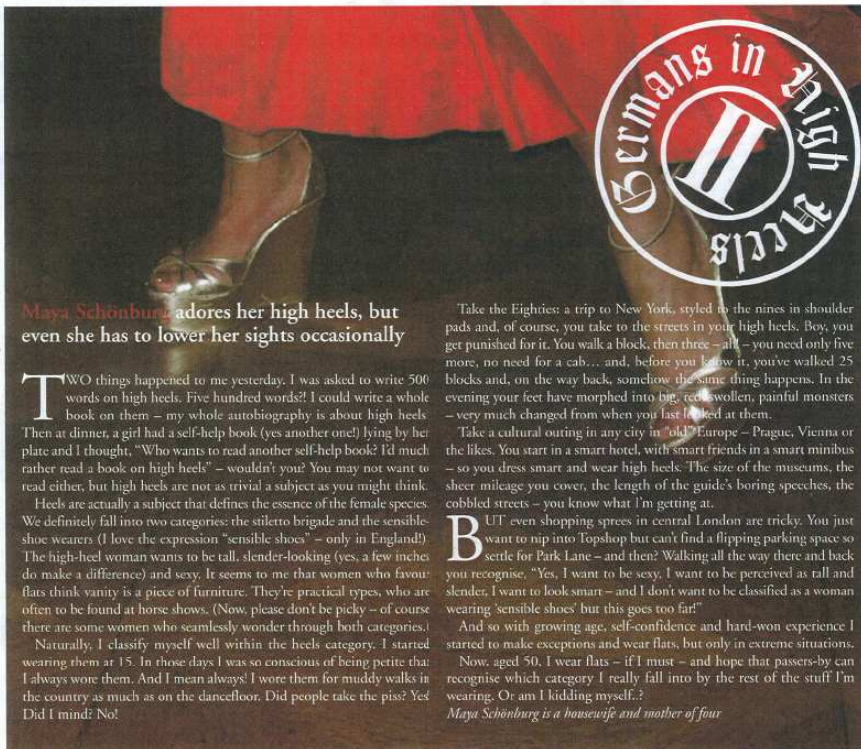 Germans in High Heels
II
Maya Schönburg adores her high heels, but
even she has to lower her sights occasionally
TWO things happened to me yesterday. I was asked to write 500
words on high heels. Five hundred words?! I could write a whole
book on them – my whole autobiography is about high heels
Then at dinner, a girl had a self-help book (yes another one!) lying by her
plate and I thought, “Who wants to read another self-help book? I'd much
rather read a book on high heels” – wouldn't you? You may not want to
read either, but high heels are not as trivial a subject as you might think.
Heels are actually a subject that defines the essence of the female species
We definitely fall into two categories: the stiletto brigade and the sensible-
shoe wearers (I love the expression “sensible shoes” – only in England!)
The high-heel woman wants to be tall, slender-looking (yes, a few inches
do make a difference) and sexy. It seems to me that women who favour
flats think vanity is a piece of furniture. They're practical types, who are
often to be found at horse shows. (Now, please don't be picky – of course
there are some women who seamlessly wonder through both categories.)
Naturally, I classify myself well within the heels category. I started
wearing them at 15. In those days I was so conscious of being petite that
I always wore them. And I mean always! I wore them for muddy walks in
the country as much as on the dancefloor. Did people take the piss? Yes!
Did I mind? No!
Take the Eighties: a trip to New York, styled to the nines in shoulder
pads and, of course, you take to the streets in your high heels. Boy, you
get punished for it. You walk a block, then three – ah! – you need only five
more, no need for a cab… and, before you know it, you've walked 25
blocks and, on the way back, somehow the same thing happens. In the
evening your feet have morphed into big, red, swollen, painful monsters
– very much changed from when you last looked at them.
Take a cultural outing in any city in “old” Europe – Prague, Vienna or
the likes. You start in a smart hotel, with smart friends in a smart minibus
– so you dress smart and wear high heels. The size of the museums, the
sheer mileage you cover, the length of the guide's boring speeches, the
cobbled streets – you know what I'm getting at.
BUT even shopping sprees in central London are tricky. You just
want to nip into Topshop but can't find a flipping parking space so
settle for Park Lane – and then? Walking all the way there and back
you recognise, “Yes, I want to be sexy, I want to be perceived as tall and
slender, I want to look smart – and I don't want to be classified as a woman
wearing ‘sensible shoes’ but this goes too far!”
And so with growing age, self-confidence and hard-won experience I
started to make exceptions and wear flats, but only in extreme situations.
Now, aged 50, I wear flats – if I must – and hope that passers-by can
recognise which category I really fall into by the rest of the stuff I'm
wearing. Or am I kidding myself..?
Maya Schönburg is a housewife and mother of four